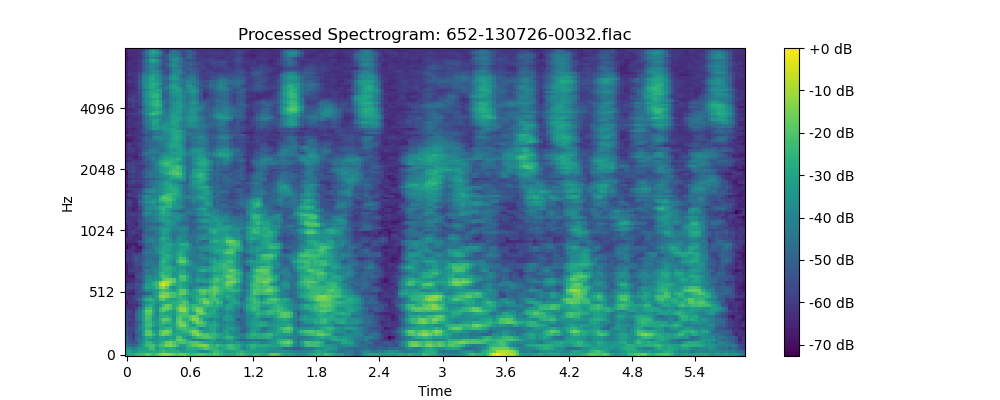 Processed Spectrogram: 652-130726-0032.flac
Hz
4096
2048
1024
512
0
0 0.6 1.2 1.8 2.4 3 3.6 4.2 4.8 5.4
Time
+0 dB
-10 dB
-20 dB
-30 dB
-40 dB
-50 dB
-60 dB
-70 dB